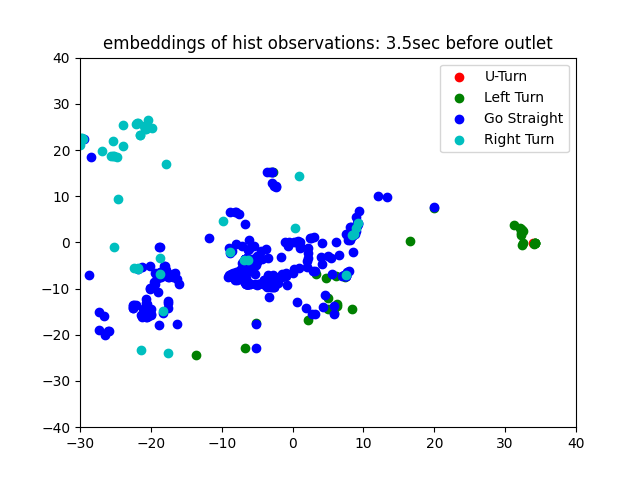 embeddings of hist observations: 3.5sec before outlet
U-Turn
Left Turn
Go Straight
Right Turn
40
30
20
10
0
−10
−20
−30
−40
−30 −20 −10 0 10 20 30 40